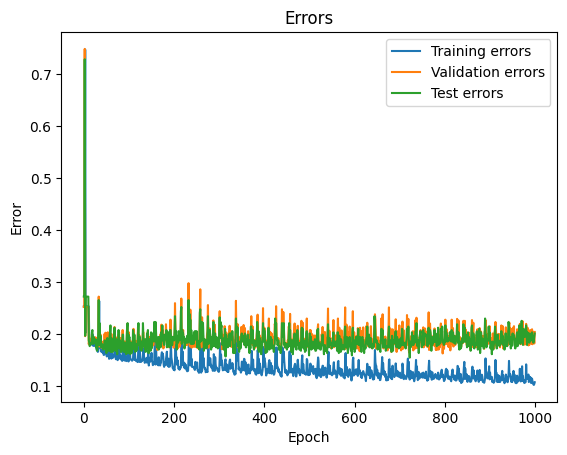 Errors
Training errors
Validation errors
Test errors
0.7
0.6
0.5
0.4
0.3
0.2
0.1
Error
0 200 400 600 800 1000
Epoch